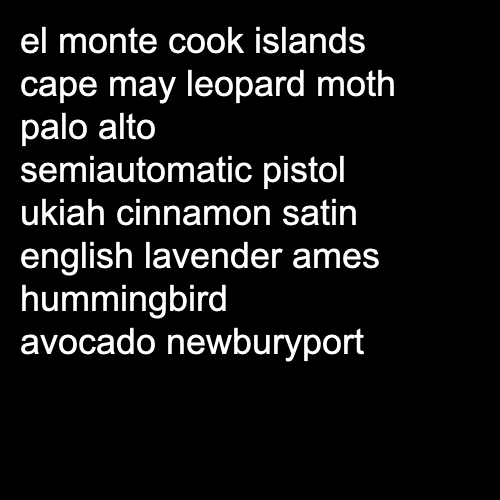 el monte cook islands
cape may leopard moth
palo alto
semiautomatic pistol
ukiah cinnamon satin
english lavender ames
hummingbird
avocado newburyport